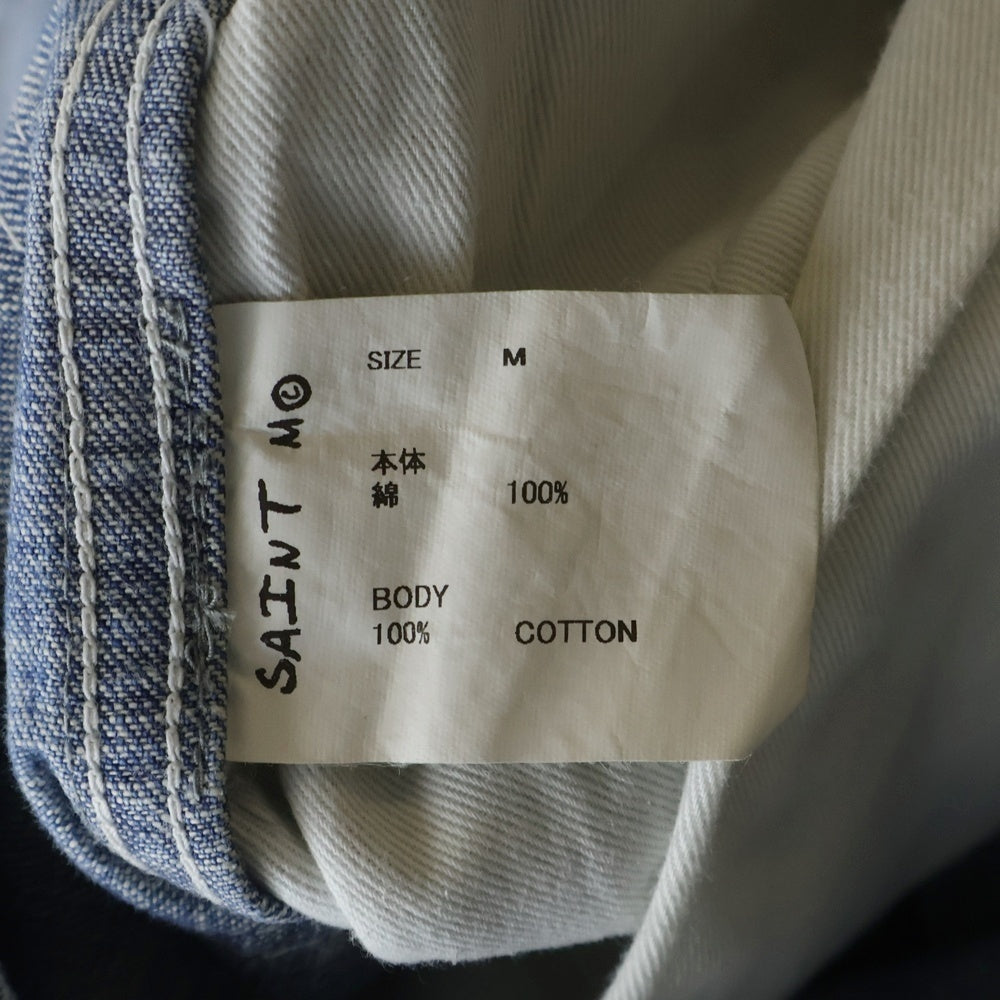 SAINT M©
SIZE M
本体
綿 100%
BODY
100% COTTON